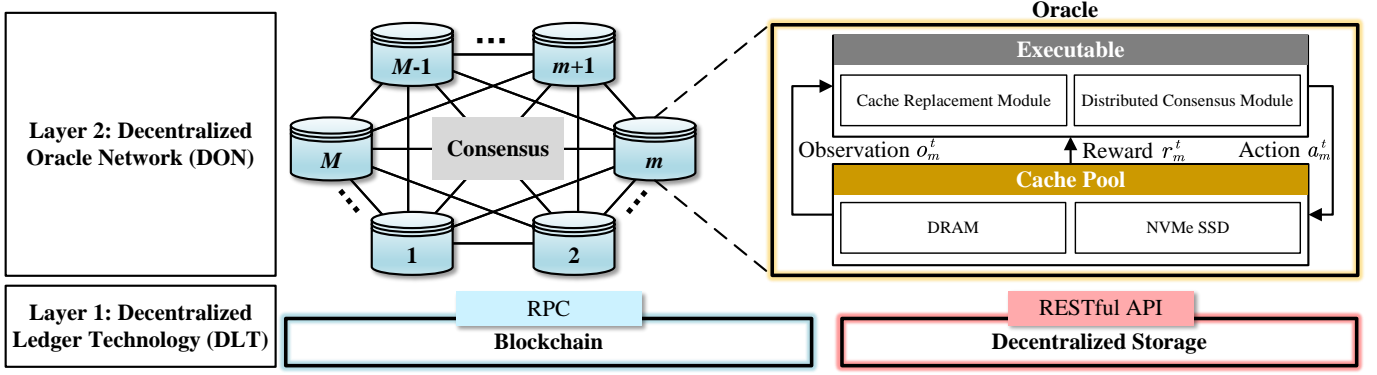 Layer 2: Decentralized
Oracle Network (DON)
M-1
...
m+1
M
Consensus
m
...
...
1
2
Oracle
Executable
Cache Replacement Module
Distributed Consensus Module
Observation $o_m^t$
Reward $r_m^t$
Action $a_m^t$
Cache Pool
DRAM
NVMe SSD
Layer 1: Decentralized
Ledger Technology (DLT)
RPC
Blockchain
RESTful API
Decentralized Storage